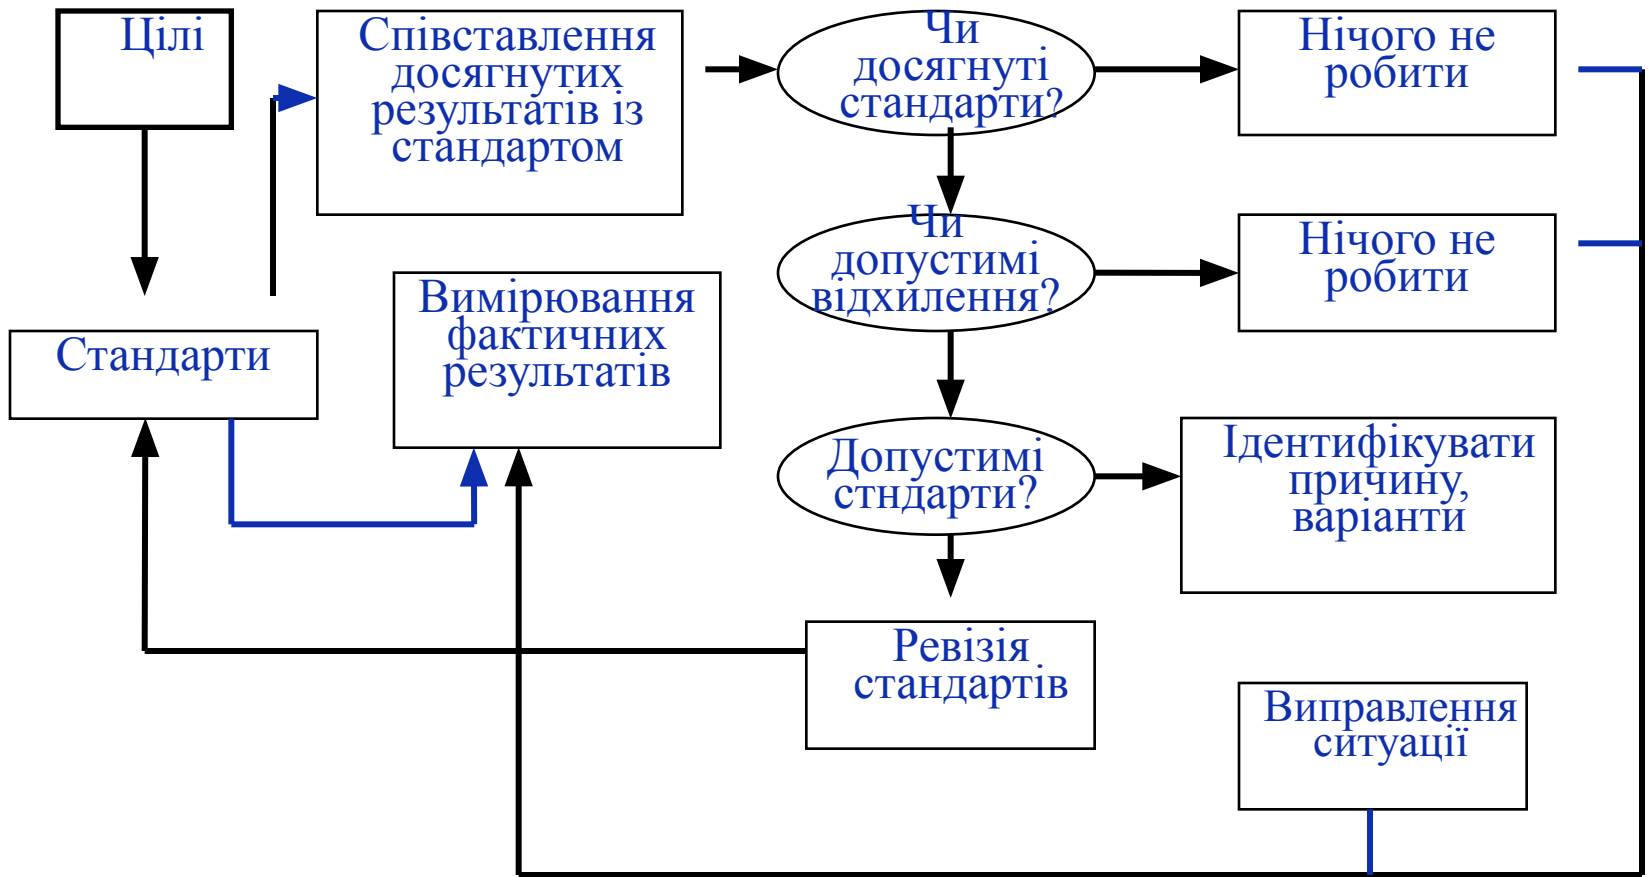 Цілі
Співставлення
досягнутих
результатів із
стандартом
Чи
досягнуті
стандарти?
Нічого не
робити
Чи
допустимі
відхилення?
Нічого не
робити
Стандарти
Вимірювання
фактичних
результатів
Допустимі
стндарти?
Ідентифікувати
причину,
варіанти
Ревізія
стандартів
Виправлення
ситуації